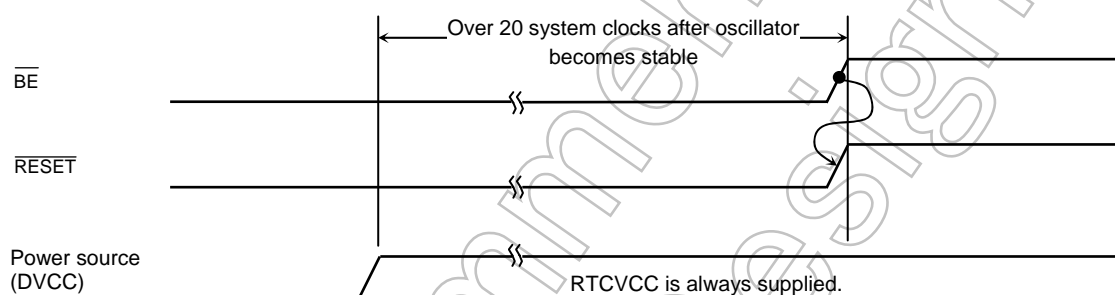 Over 20 system clocks after oscillator
becomes stable
BE
RESET
Power source
(DVCC)
RTCVCC is always supplied.